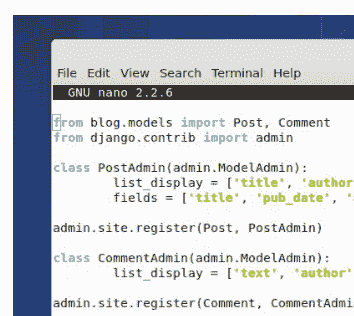 File Edit View Search Terminal Help
GNU nano 2.2.6
from blog.models import Post, Comment
from django.contrib import admin
class PostAdmin(admin.ModelAdmin):
list_display = ['title', 'author
fields = ['title', 'pub_date', '
admin.site.register(Post, PostAdmin)
class CommentAdmin(admin.ModelAdmin):
list_display = ['text', 'author'
admin.site.register(Comment, CommentAdmi